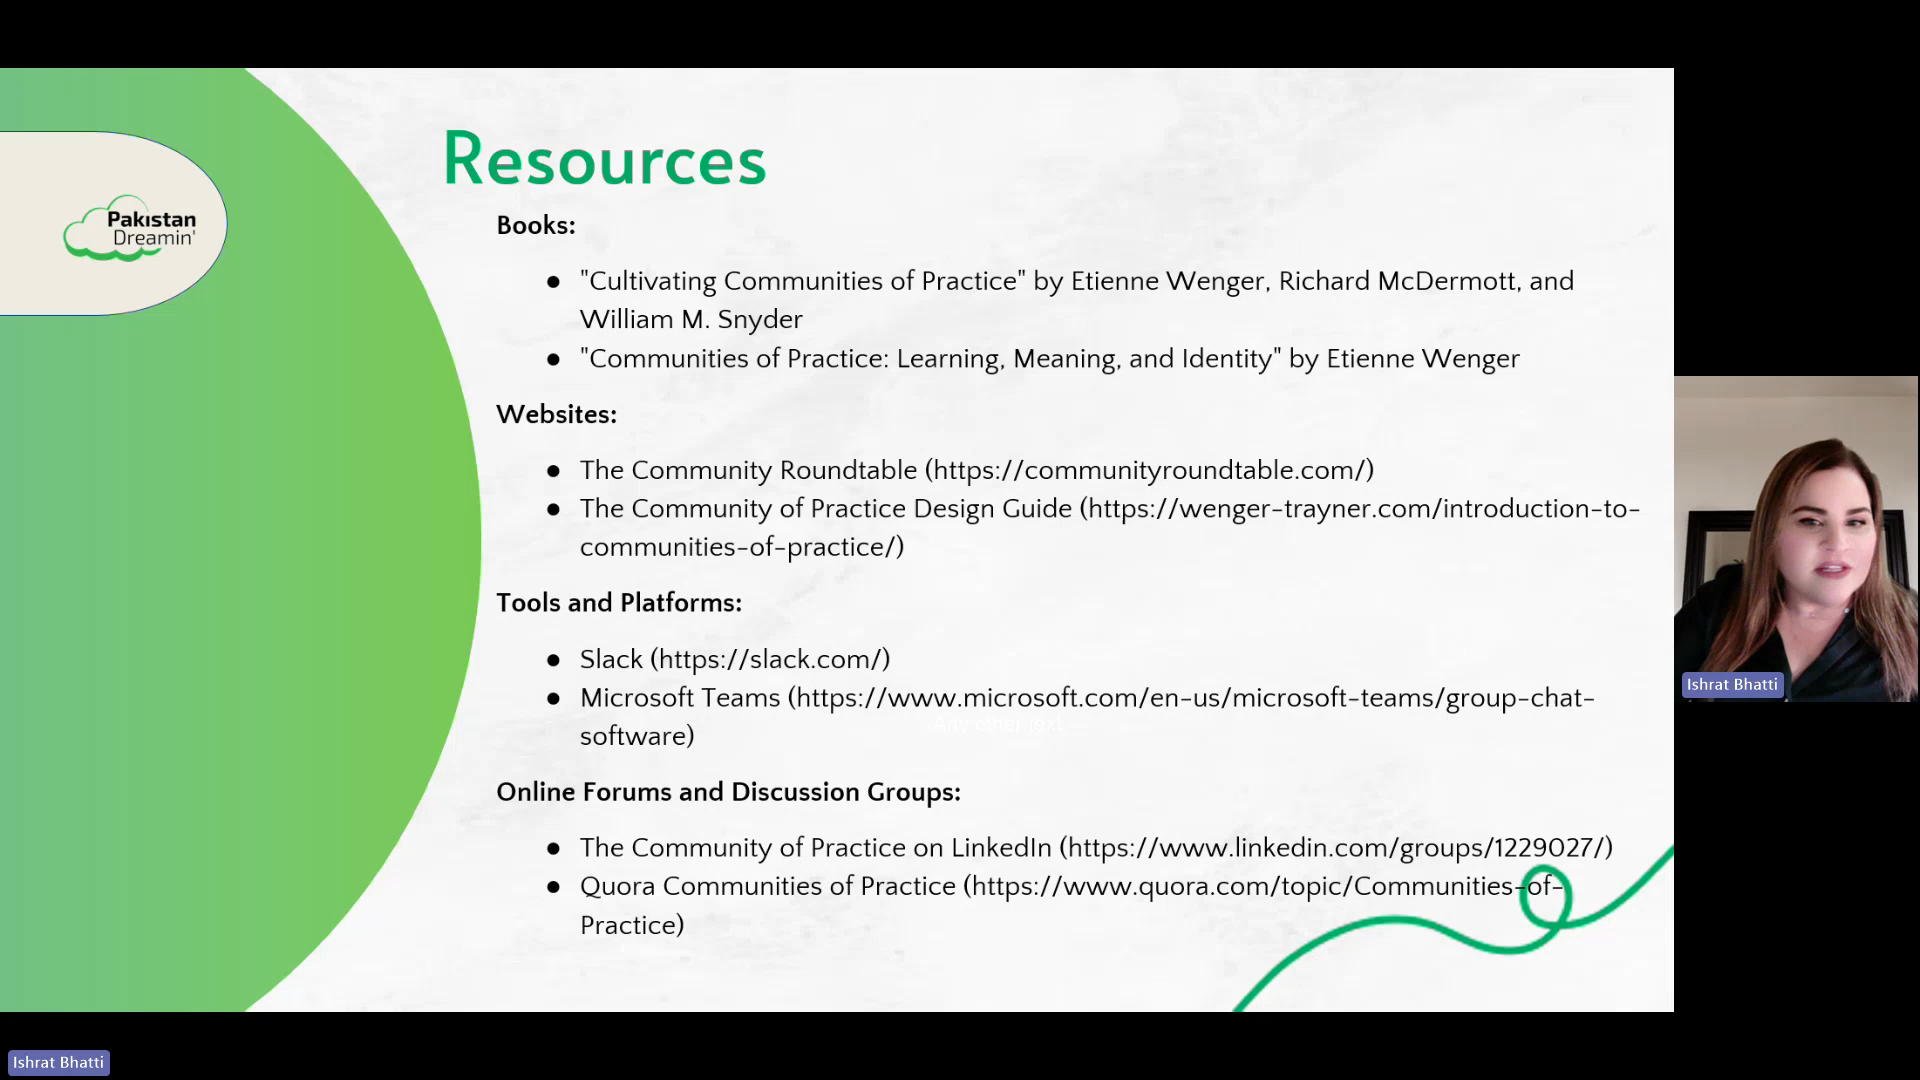 Pakistan
Dreamin'
Resources
Books:
● "Cultivating Communities of Practice" by Etienne Wenger, Richard McDermott, and
William M. Snyder
● "Communities of Practice: Learning, Meaning, and Identity" by Etienne Wenger
Websites:
● The Community Roundtable (https://communityroundtable.com/)
● The Community of Practice Design Guide (https://wenger-trayner.com/introduction-to-
communities-of-practice/)
Tools and Platforms:
● Slack (https://slack.com/)
● Microsoft Teams (https://www.microsoft.com/en-us/microsoft-teams/group-chat-
Any other text
software)
Online Forums and Discussion Groups:
● The Community of Practice on LinkedIn (https://www.linkedin.com/groups/1229027/)
● Quora Communities of Practice (https://www.quora.com/topic/Communities-of-
Practice)
Ishrat Bhatti
Ishrat Bhatti